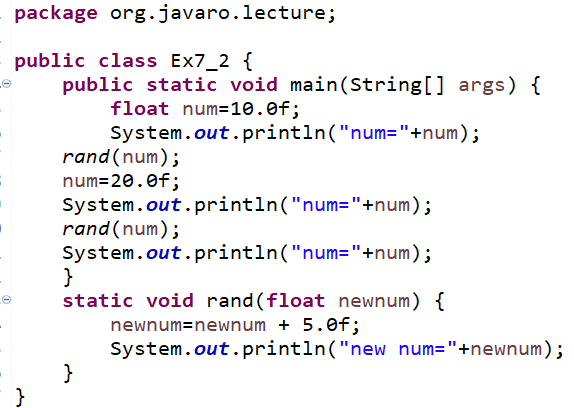 package org.javaro.lecture;
public class Ex7_2 {
public static void main(String[] args) {
float num=10.0f;
System.out.println("num="+num);
rand(num);
num=20.0f;
System.out.println("num="+num);
rand(num);
System.out.println("num="+num);
}
static void rand(float newnum) {
newnum=newnum + 5.0f;
System.out.println("new num="+newnum);
}
}